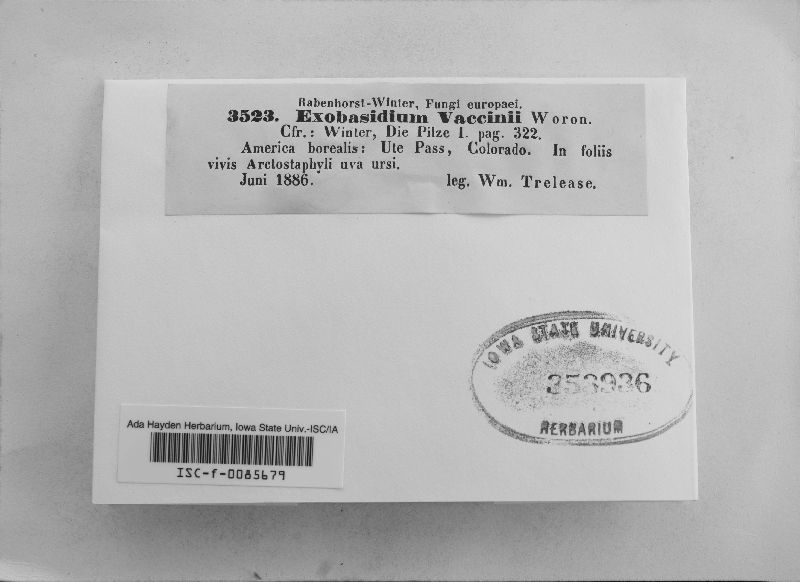 Rabenhorst-Winter, Fungi europaei.
3523. Exobasidium Vaccinii Woron.
Cfr.: Winter, Die Pilze I. pag. 322.
America borealis: Ute Pass, Colorado. In foliis
vivis Arctostaphyli uva ursi.
Juni 1886. leg. Wm. Trelease.
IOWA STATE UNIVERSITY
353936
HERBARIUM
Ada Hayden Herbarium, Iowa State Univ.-ISC/IA
ISC-f-0085679